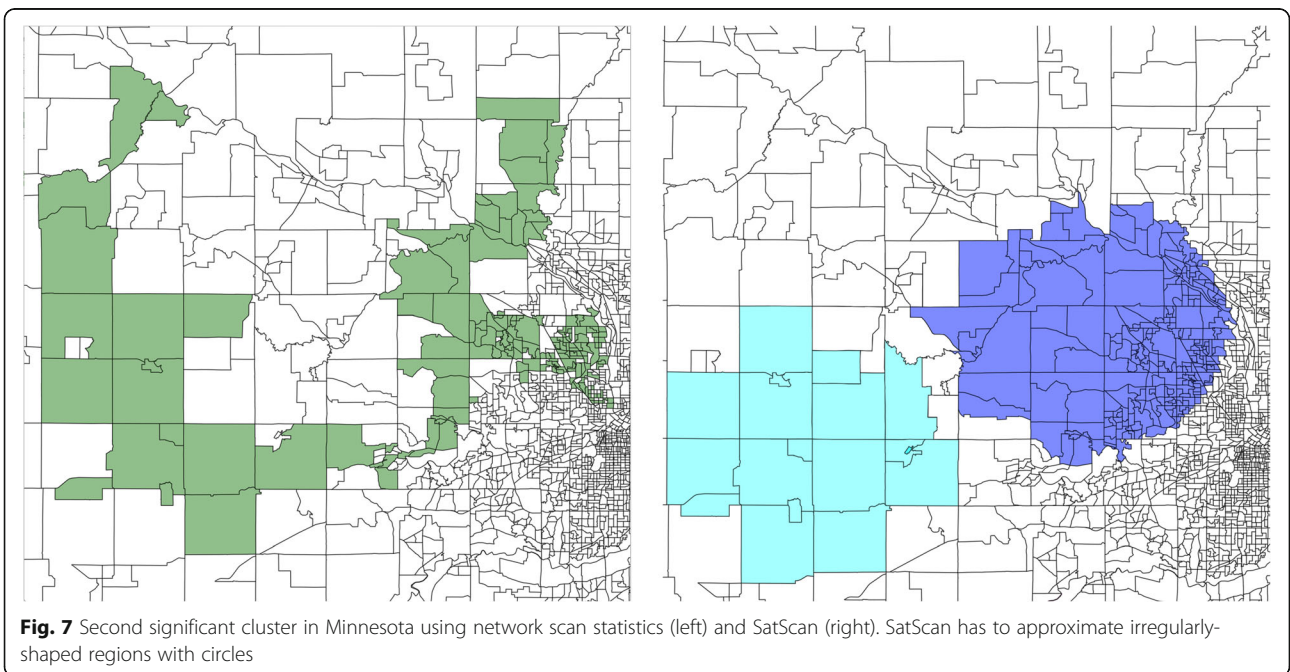 Fig. 7 Second significant cluster in Minnesota using network scan statistics (left) and SatScan (right). SatScan has to approximate irregularly-
shaped regions with circles